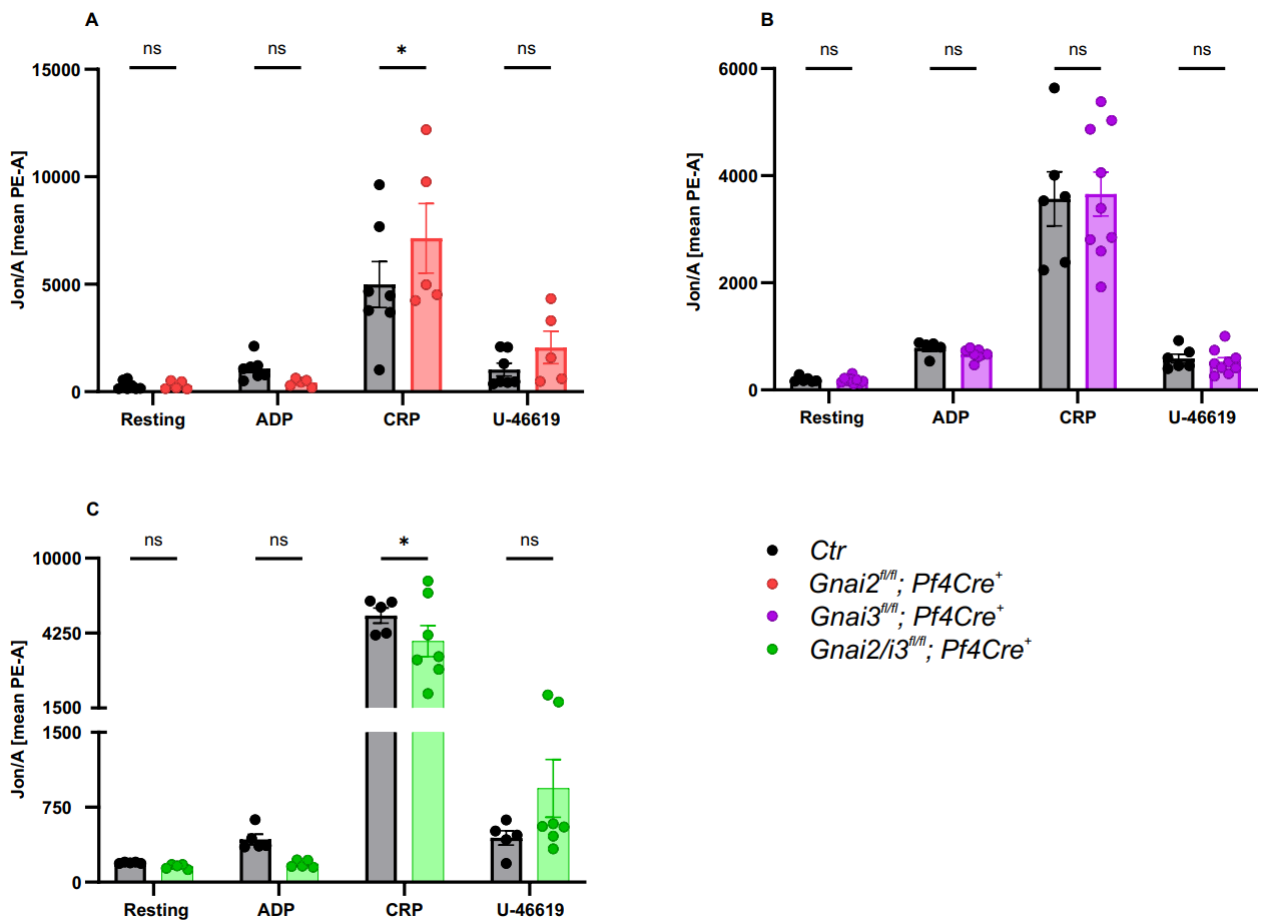 A
ns ns * ns
15000
10000
5000
0
Jon/A [mean PE-A]
Resting ADP CRP U-46619
B
ns ns ns ns
6000
4000
2000
0
Jon/A [mean PE-A]
Resting ADP CRP U-46619
C
ns ns * ns
10000
4250
1500
1500
750
0
Jon/A [mean PE-A]
Resting ADP CRP U-46619
Ctr
Gnai2fl/fl; Pf4Cre+
Gnai3fl/fl; Pf4Cre+
Gnai2/i3fl/fl; Pf4Cre+